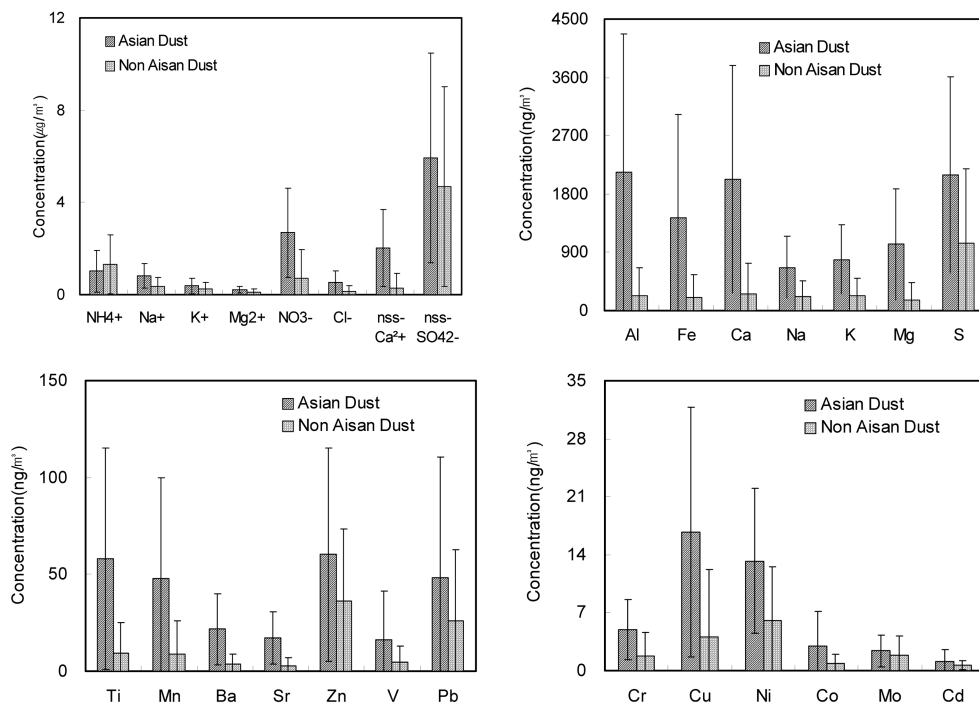 12
8
4
0
Concentration(㎍/㎥)
Asian Dust
Non Aisan Dust
NH4+ Na+ K+ Mg2+ NO3- Cl- nss- nss-
Ca²+ SO42-
4500
3600
2700
1800
900
0
Concentration(ng/㎥)
Asian Dust
Non Aisan Dust
Al Fe Ca Na K Mg S
150
100
50
0
Concentration(ng/㎥)
Asian Dust
Non Aisan Dust
Ti Mn Ba Sr Zn V Pb
35
28
21
14
7
0
Concentration(ng/㎥)
Asian Dust
Non Aisan Dust
Cr Cu Ni Co Mo Cd